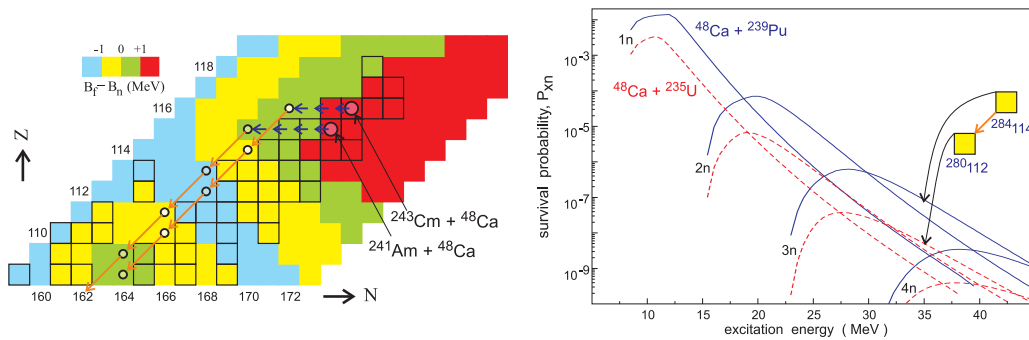 -1 0 +1
B_f – B_n (MeV)
118
116
114
112
110
Z
160 162 164 166 168 170 172 N
²⁴³Cm + ⁴⁸Ca
²⁴¹Am + ⁴⁸Ca
survival probability, P_xn
10⁻³
10⁻⁵
10⁻⁷
10⁻⁹
1n
2n
3n
4n
⁴⁸Ca + ²³⁹Pu
⁴⁸Ca + ²³⁵U
²⁸⁴114
²⁸⁰112
10 15 20 25 30 35 40
excitation energy ( MeV )